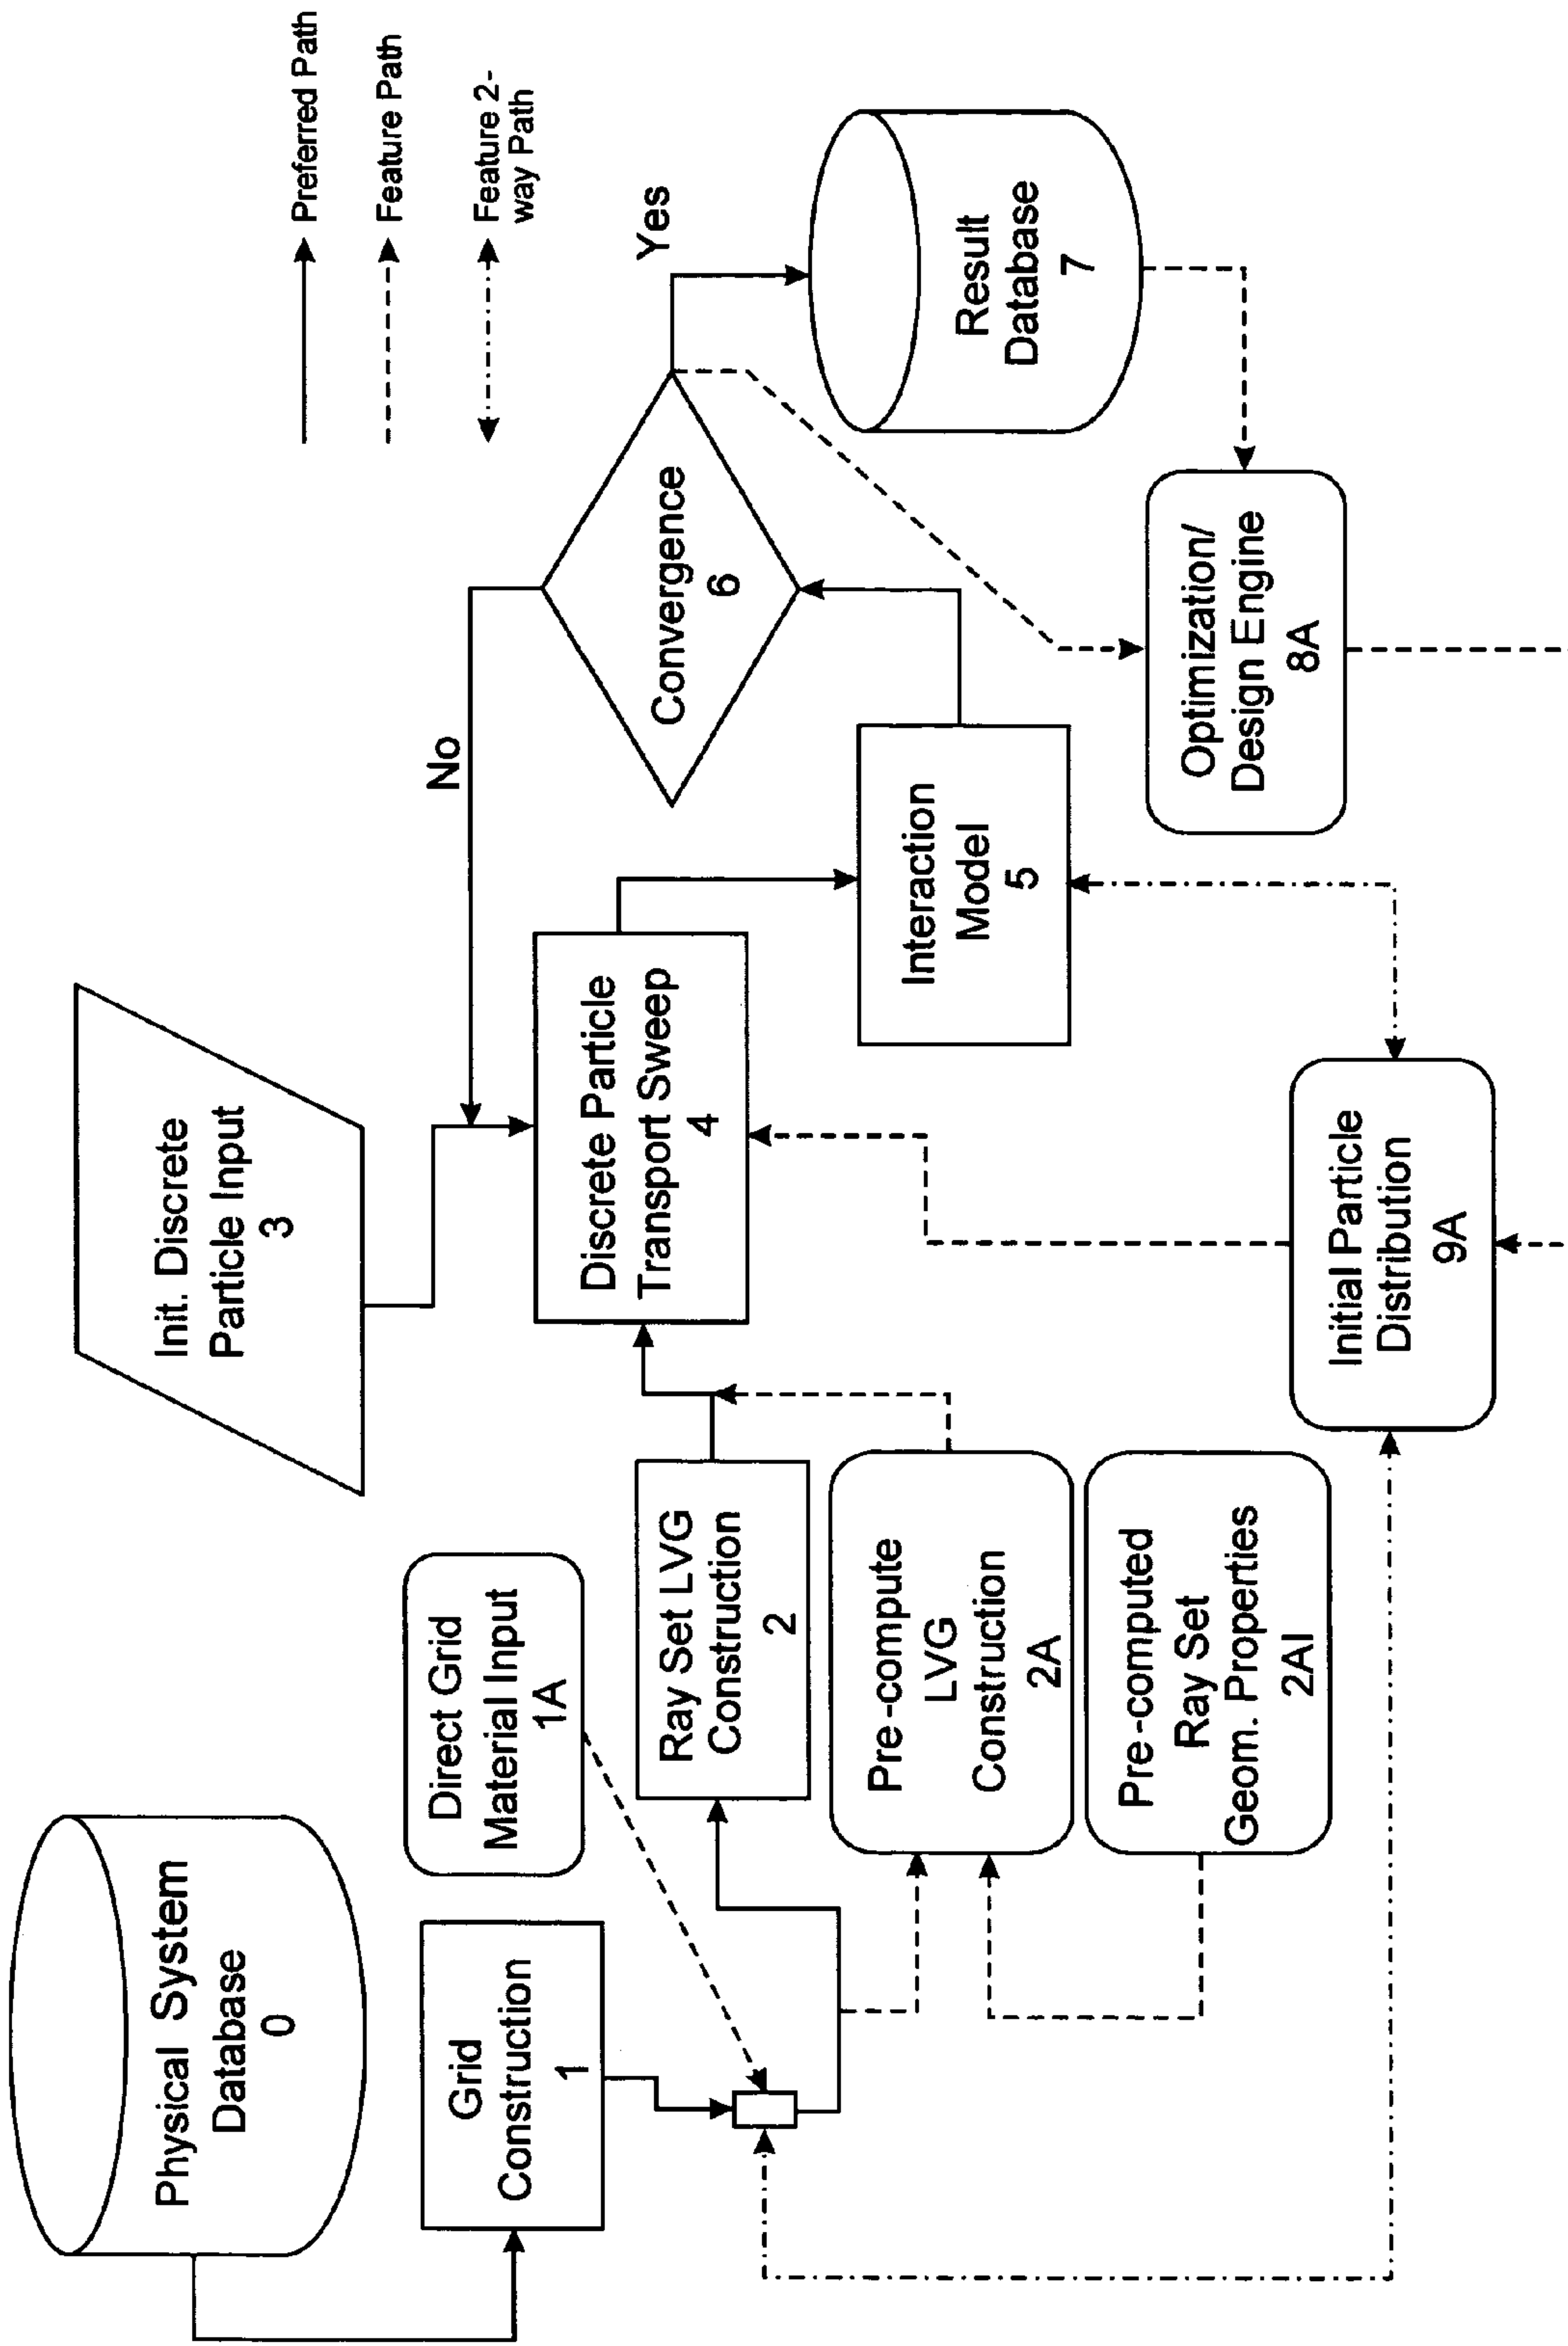 Physical System
Database
0
Init. Discrete
Particle Input
3
Preferred Path
Feature Path
Feature 2-
way Path
Grid
Construction
1
Direct Grid
Material Input
1A
No
Discrete Particle
Transport Sweep
4
Convergence
6
Yes
Ray Set LVG
Construction
2
Interaction
Model
5
Result
Database
7
Pre-compute
LVG
Construction
2A
Pre-computed
Ray Set
Geom. Properties
2AI
Initial Particle
Distribution
9A
Optimization/
Design Engine
8A